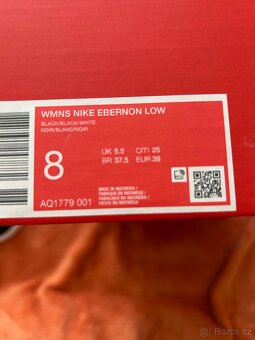 WMNS NIKE EBERNON LOW
BLACK/BLACK-WHITE
NOIR/BLANC/NOIR
8
UK 5.5 CM 25
BR 37.5 EUR 39
MADE IN INDONESIA /
FABRIQUÉ EN INDONÉSIE /
HECHO EN INDONESIA
AQ1779 001
sbazar.cz